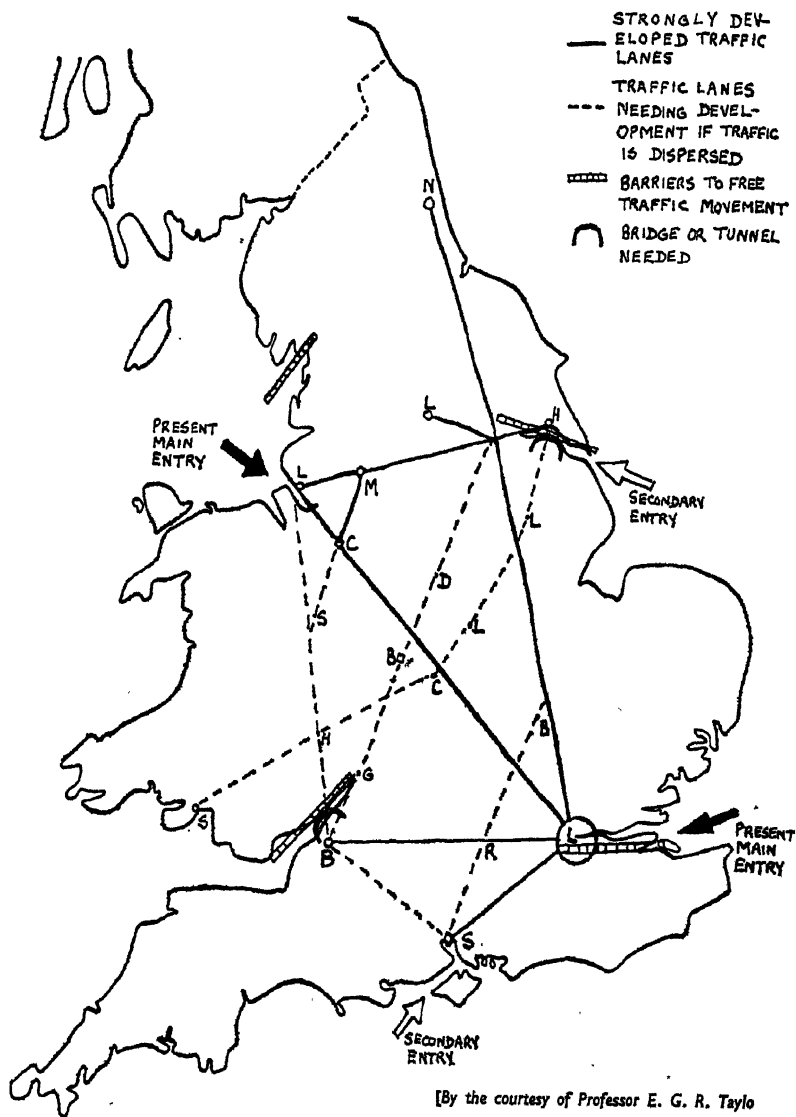 STRONGLY DEV-
ELOPED TRAFFIC
LANES
TRAFFIC LANES
NEEDING DEVEL-
OPMENT IF TRAFFIC
IS DISPERSED
BARRIERS TO FREE
TRAFFIC MOVEMENT
BRIDGE OR TUNNEL
NEEDED
N
L
H
PRESENT
MAIN
ENTRY
L
M
SECONDARY
ENTRY
C
L
D
S
L
Bo
C
H
B
G
S
L
PRESENT
MAIN
ENTRY
B
R
S
SECONDARY
ENTRY
[By the courtesy of Professor E. G. R. Taylo